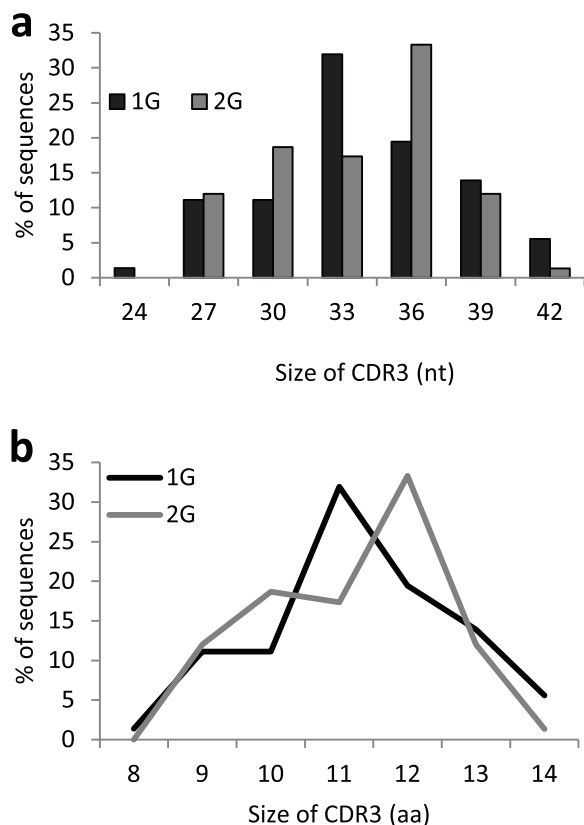 a
35
30
25
20
15
10
5
0
% of sequences
1G 2G
24 27 30 33 36 39 42
Size of CDR3 (nt)
b
35
30
25
20
15
10
5
0
% of sequences
1G
2G
8 9 10 11 12 13 14
Size of CDR3 (aa)